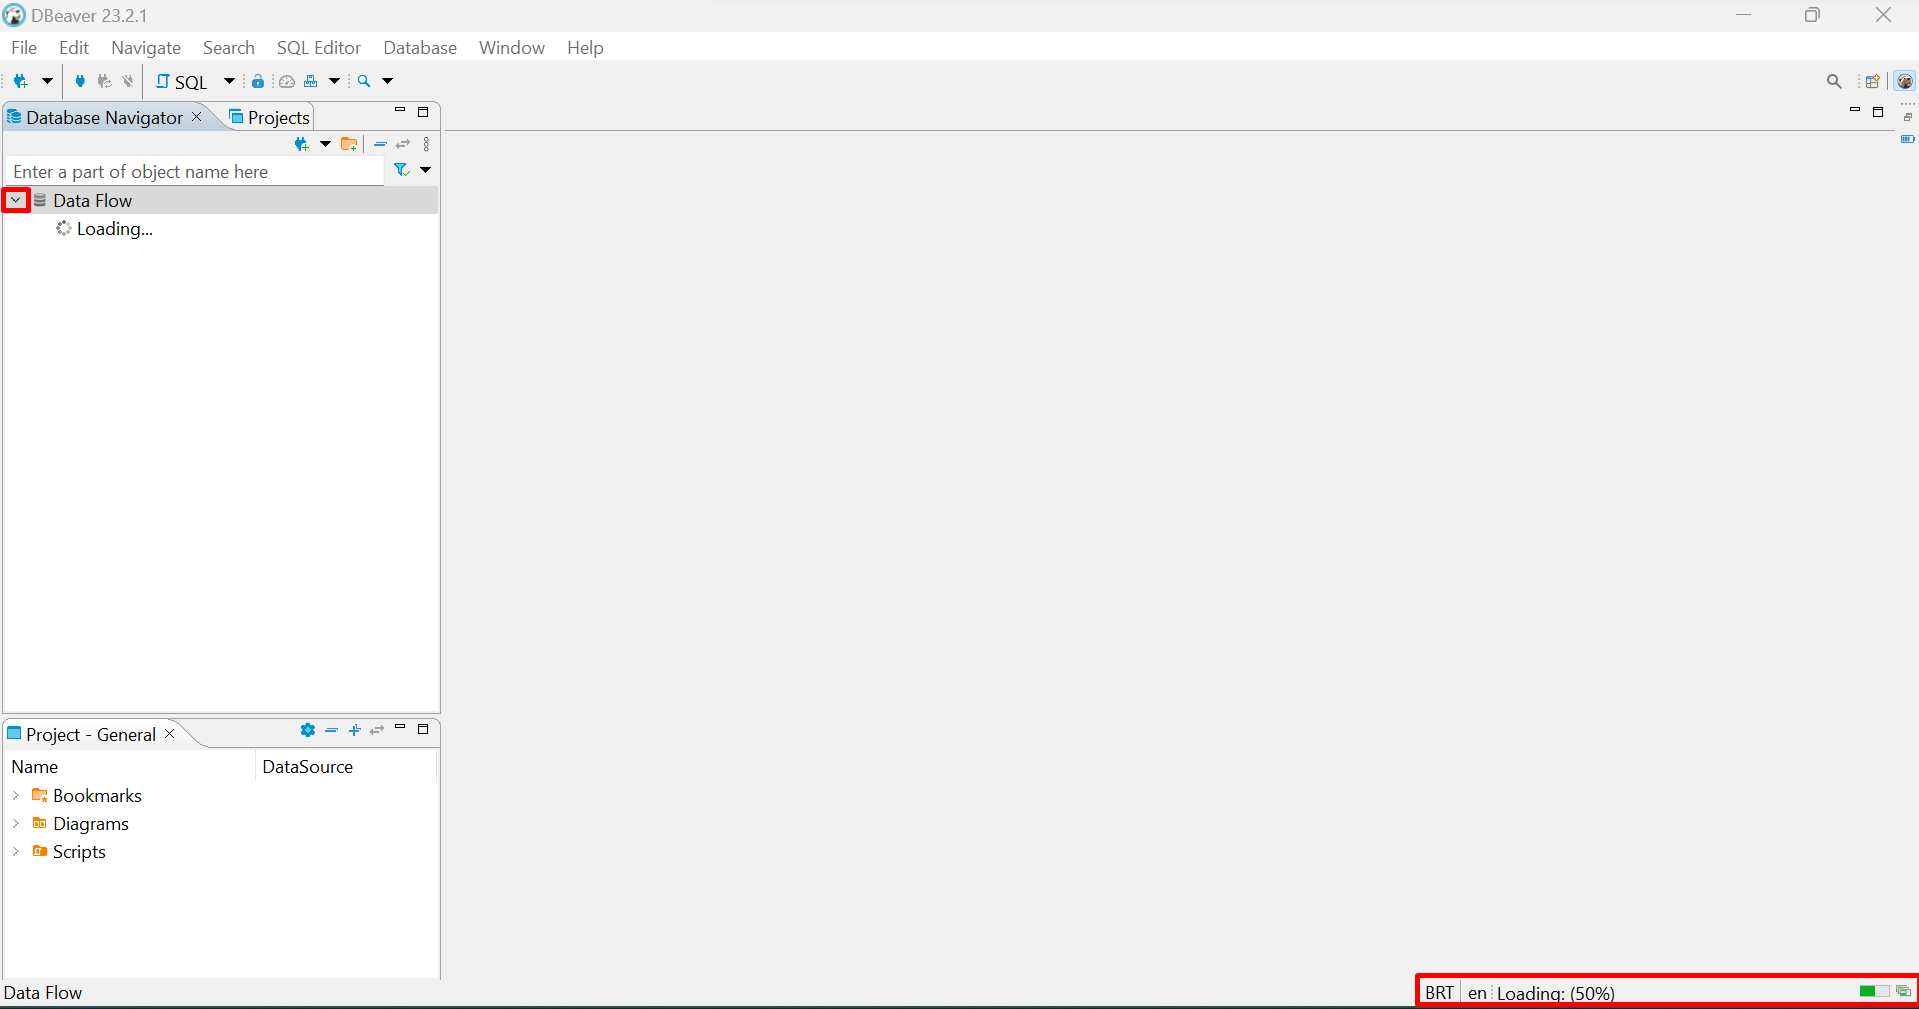 DBeaver 23.2.1
File Edit Navigate Search SQL Editor Database Window Help
SQL
Database Navigator Projects
Enter a part of object name here
Data Flow
Loading...
Project - General
Name DataSource
Bookmarks
Diagrams
Scripts
Data Flow BRT en Loading: (50%)